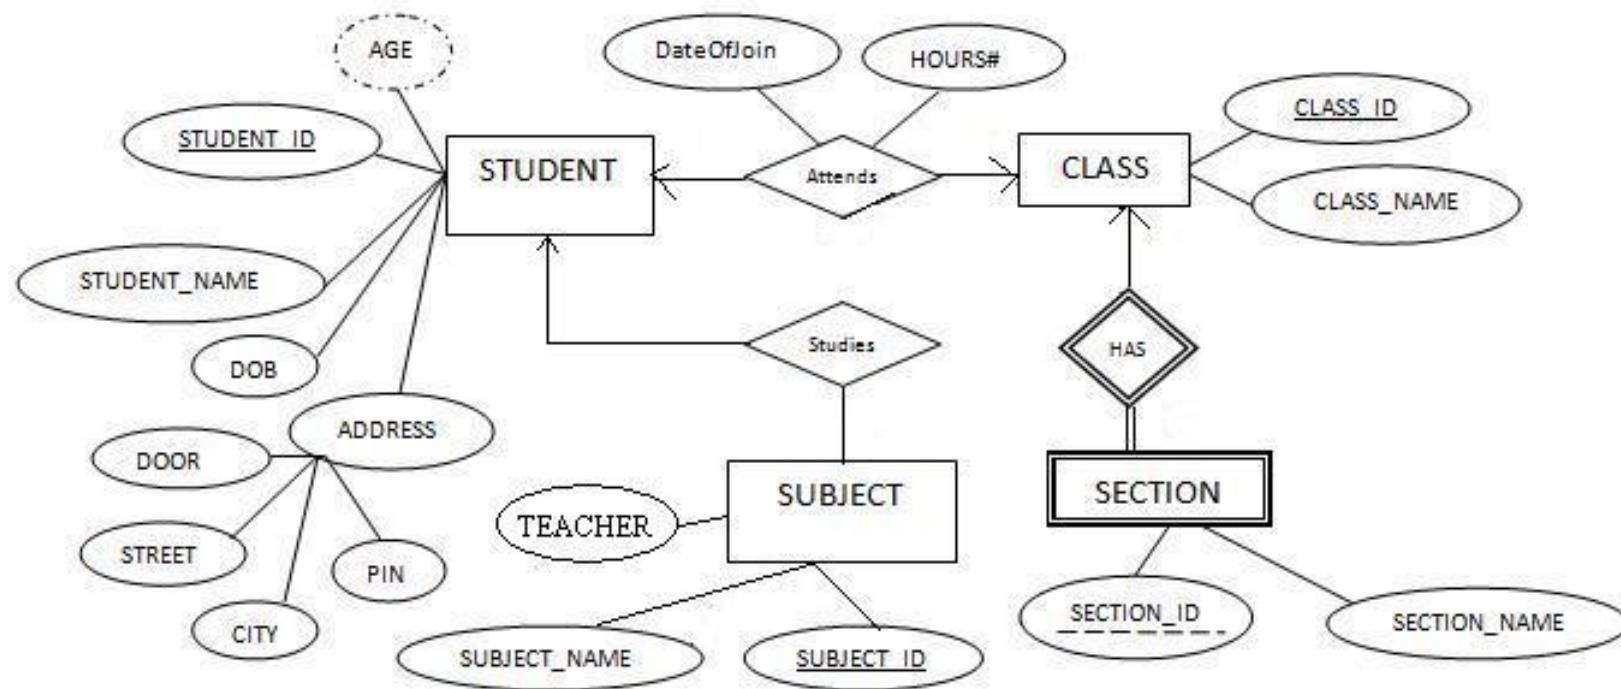 AGE
DateOfJoin
HOURS#
STUDENT_ID
CLASS_ID
STUDENT
Attends
CLASS
CLASS_NAME
STUDENT_NAME
DOB
Studies
HAS
ADDRESS
DOOR
STREET
CITY
PIN
TEACHER
SUBJECT
SECTION
SUBJECT_NAME
SUBJECT_ID
SECTION_ID
SECTION_NAME